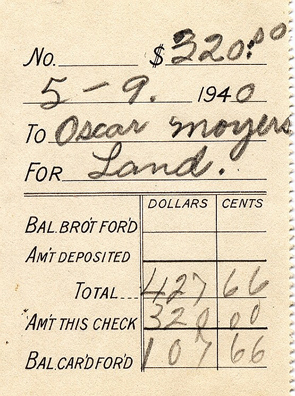 No. $ 320.00
5-9. 1940
To Oscar Moyers
FOR Land.
DOLLARS CENTS
BAL. BRO'T FOR'D
AM'T DEPOSITED
TOTAL.... 427 66
AM'T THIS CHECK 320 00
BAL. CAR'D FOR'D 107 66